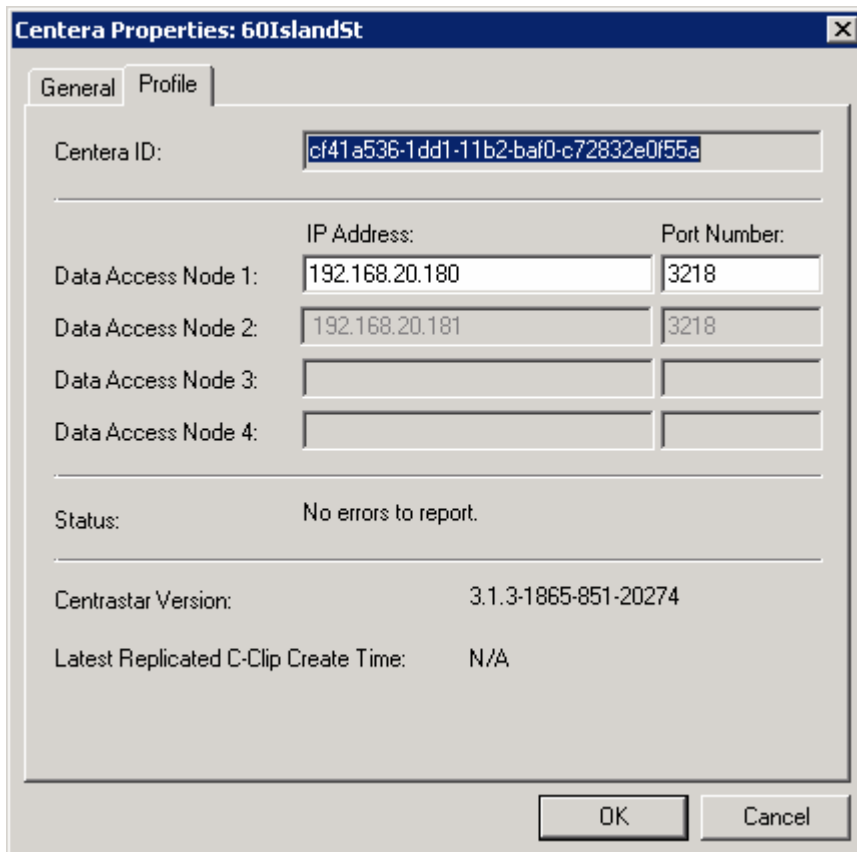 Centera Properties: 60IslandSt
General Profile
Centera ID: cf41a536-1dd1-11b2-baf0-c72832e0f55a
IP Address: Port Number:
Data Access Node 1: 192.168.20.180 3218
Data Access Node 2: 192.168.20.181 3218
Data Access Node 3:
Data Access Node 4:
Status: No errors to report.
Centrastar Version: 3.1.3-1865-851-20274
Latest Replicated C-Clip Create Time: N/A
OK Cancel